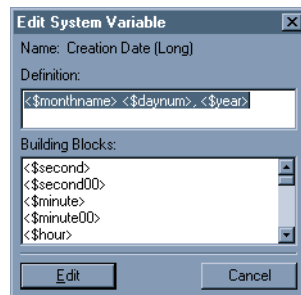 Edit System Variable
Name: Creation Date (Long)
Definition:
<$monthname> <$daynum>, <$year>
Building Blocks:
<$second>
<$second00>
<$minute>
<$minute00>
<$hour>
Edit Cancel